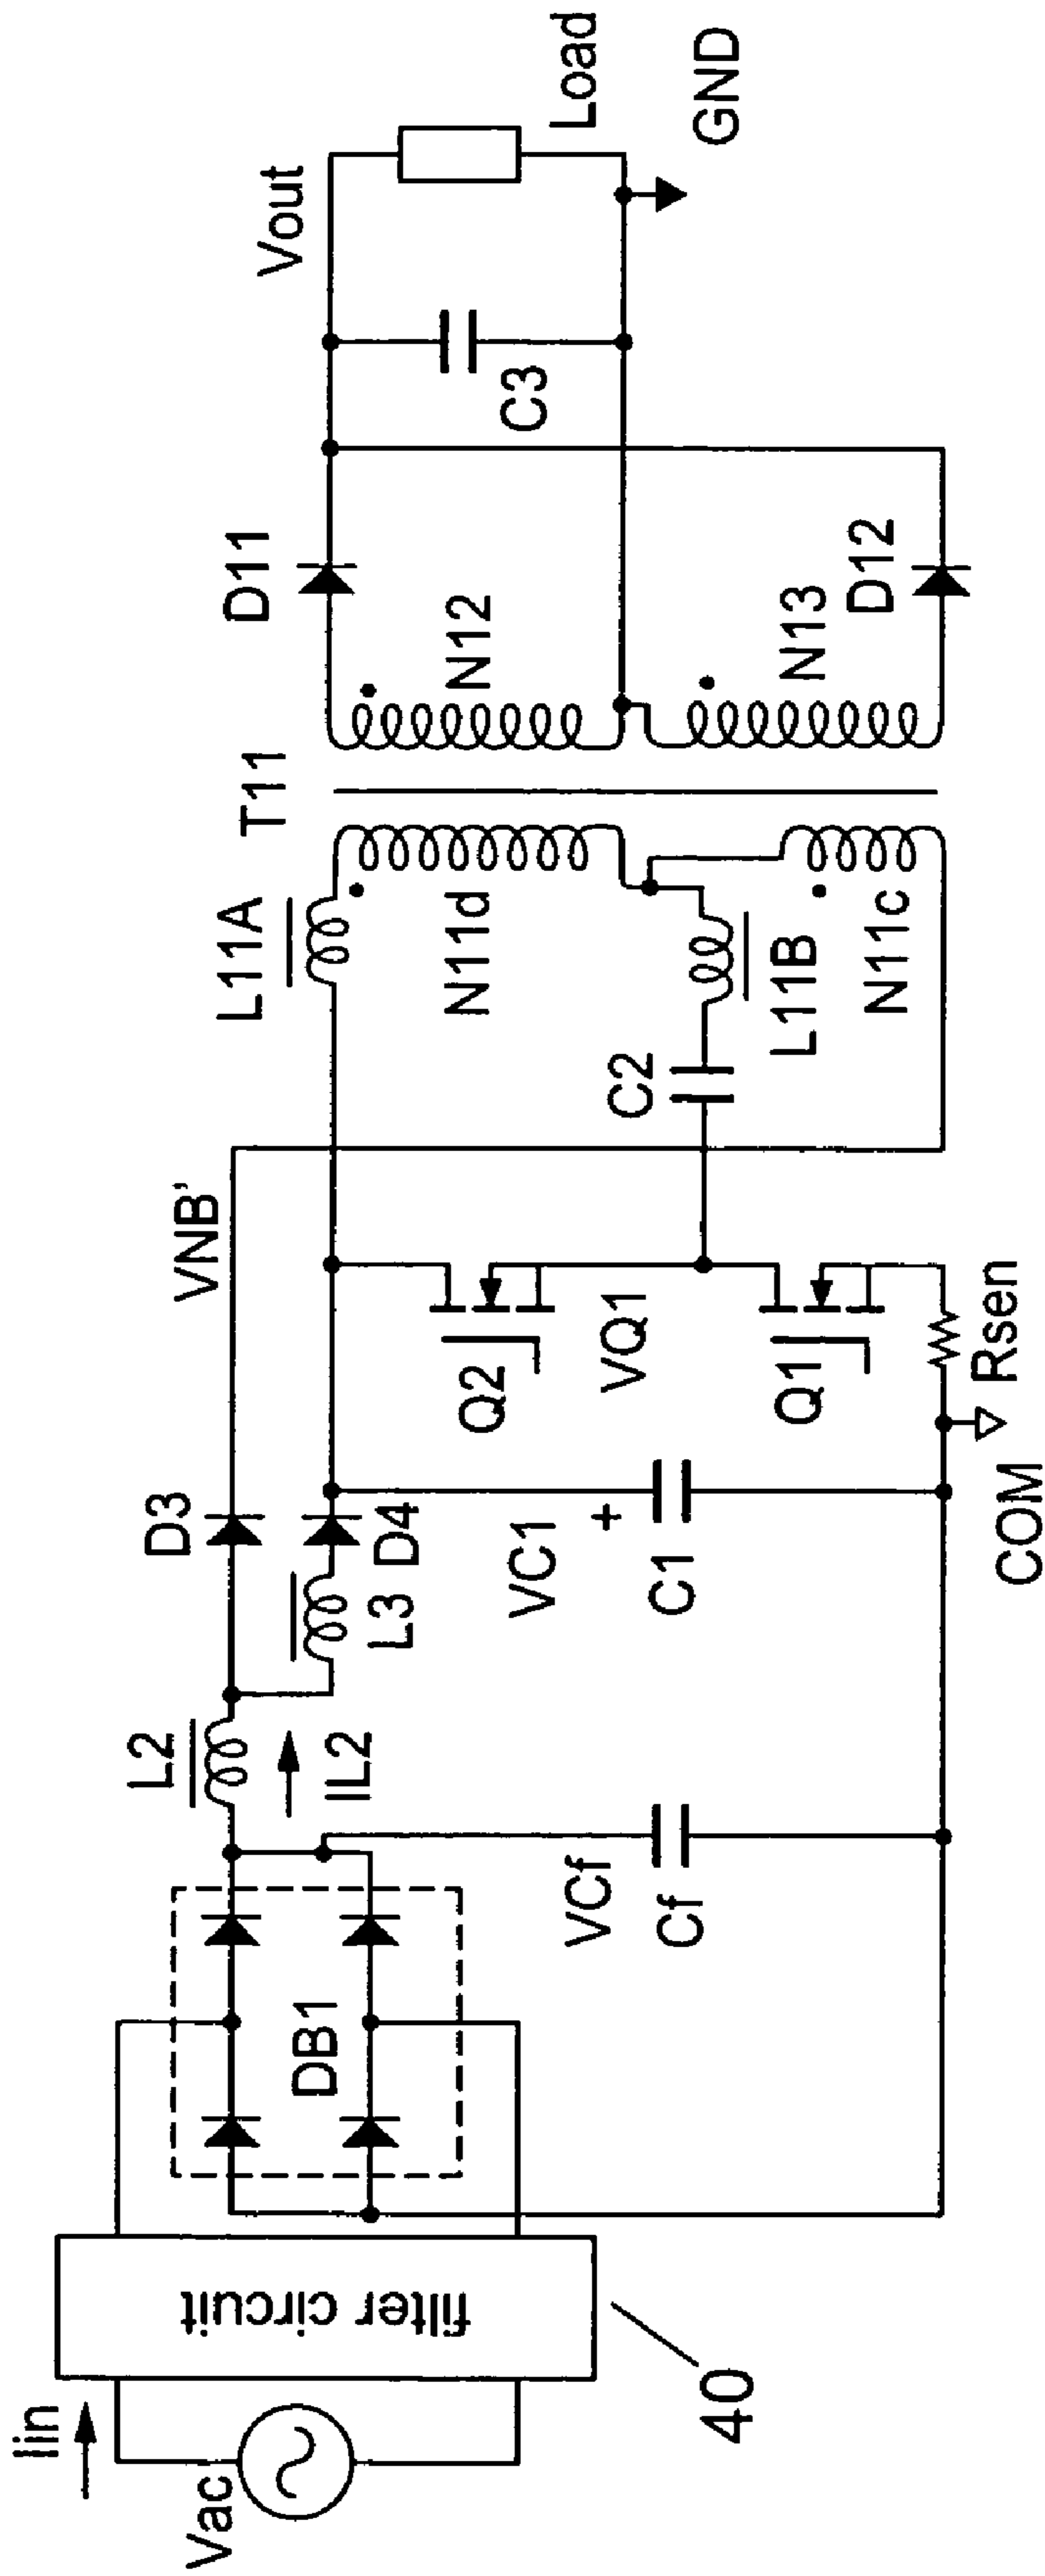 Iin
Vac
filter circuit
40
DB1
L2
IL2
VCf
Cf
D3
L3
D4
VC1
+
C1
COM
VNB'
Q2
VQ1
Q1
Rsen
C2
L11A
N11d
L11B
N11c
T11
N12
N13
D11
D12
C3
Vout
Load
GND